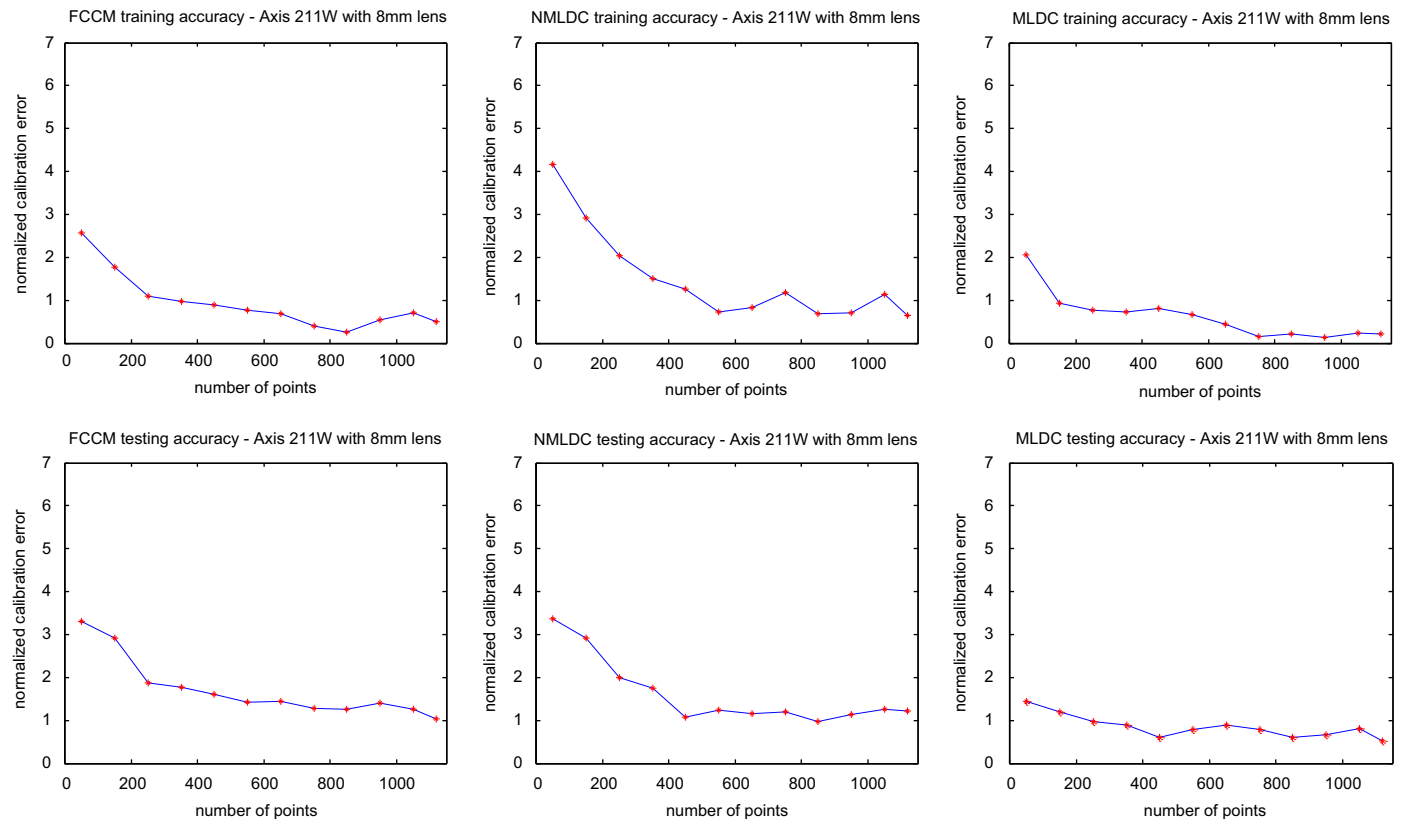 FCCM training accuracy - Axis 211W with 8mm lens
normalized calibration error
7
6
5
4
3
2
1
0
0 200 400 600 800 1000
number of points
NMLDC training accuracy - Axis 211W with 8mm lens
normalized calibration error
7
6
5
4
3
2
1
0
0 200 400 600 800 1000
number of points
MLDC training accuracy - Axis 211W with 8mm lens
normalized calibration error
7
6
5
4
3
2
1
0
0 200 400 600 800 1000
number of points
FCCM testing accuracy - Axis 211W with 8mm lens
normalized calibration error
7
6
5
4
3
2
1
0
0 200 400 600 800 1000
number of points
NMLDC testing accuracy - Axis 211W with 8mm lens
normalized calibration error
7
6
5
4
3
2
1
0
0 200 400 600 800 1000
number of points
MLDC testing accuracy - Axis 211W with 8mm lens
normalized calibration error
7
6
5
4
3
2
1
0
0 200 400 600 800 1000
number of points